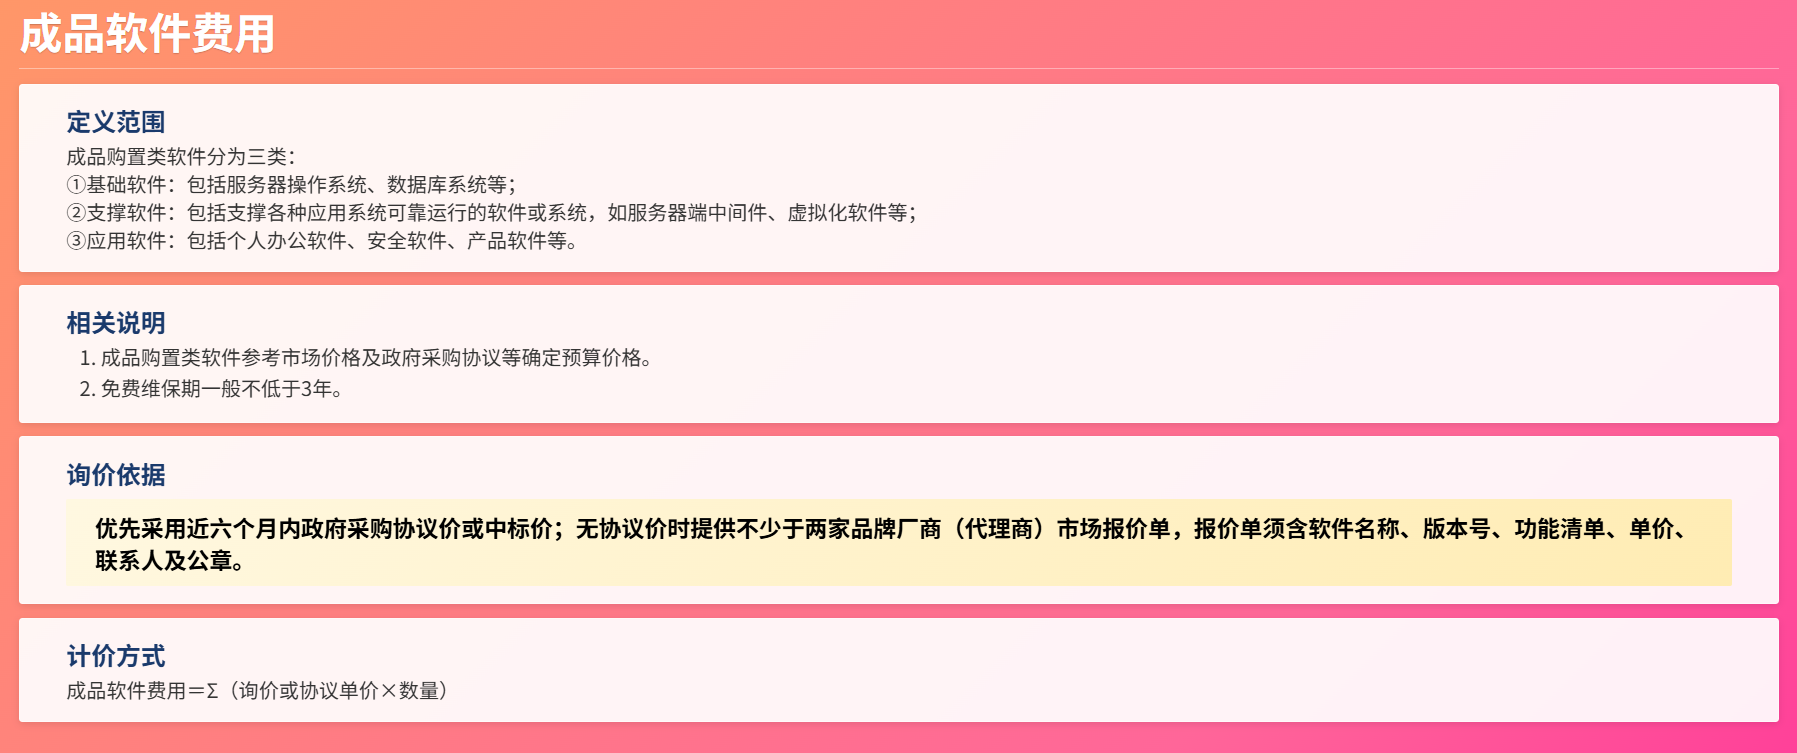 成品软件费用
定义范围
成品购置类软件分为三类：
①基础软件：包括服务器操作系统、数据库系统等；
②支撑软件：包括支撑各种应用系统可靠运行的软件或系统，如服务器端中间件、虚拟化软件等；
③应用软件：包括个人办公软件、安全软件、产品软件等。
相关说明
1. 成品购置类软件参考市场价格及政府采购协议等确定预算价格。
2. 免费维保期一般不低于3年。
询价依据
优先采用近六个月内政府采购协议价或中标价；无协议价时提供不少于两家品牌厂商（代理商）市场报价单，报价单须含软件名称、版本号、功能清单、单价、
联系人及公章。
计价方式
成品软件费用＝Σ（询价或协议单价×数量）